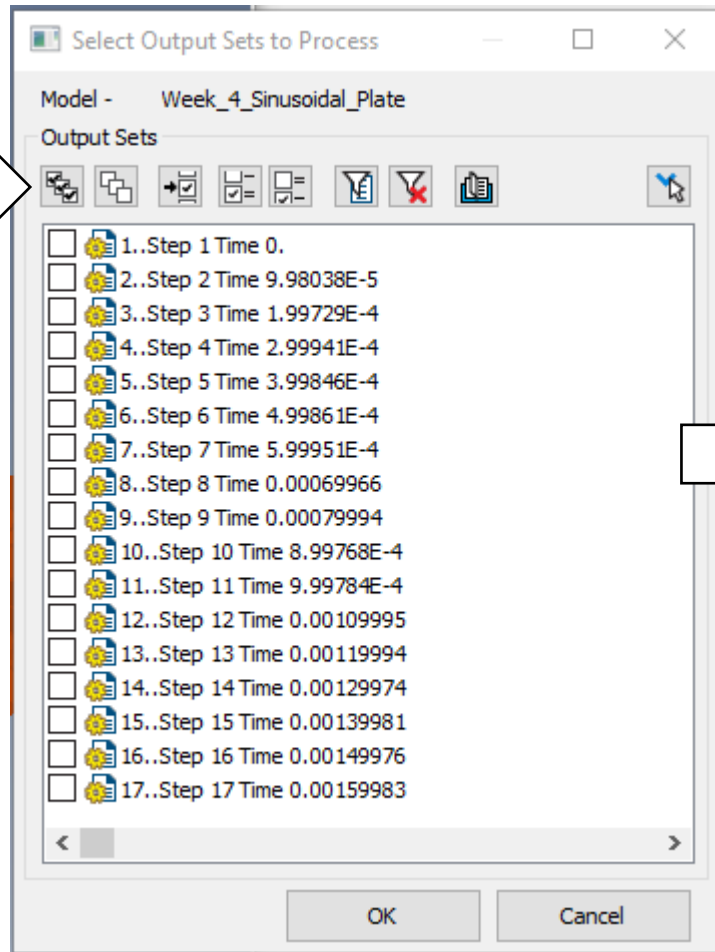 Select Output Sets to Process
Model - Week_4_Sinusoidal_Plate
Output Sets
1..Step 1 Time 0.
2..Step 2 Time 9.98038E-5
3..Step 3 Time 1.99729E-4
4..Step 4 Time 2.99941E-4
5..Step 5 Time 3.99846E-4
6..Step 6 Time 4.99861E-4
7..Step 7 Time 5.99951E-4
8..Step 8 Time 0.00069966
9..Step 9 Time 0.00079994
10..Step 10 Time 8.99768E-4
11..Step 11 Time 9.99784E-4
12..Step 12 Time 0.00109995
13..Step 13 Time 0.00119994
14..Step 14 Time 0.00129974
15..Step 15 Time 0.00139981
16..Step 16 Time 0.00149976
17..Step 17 Time 0.00159983
OK Cancel